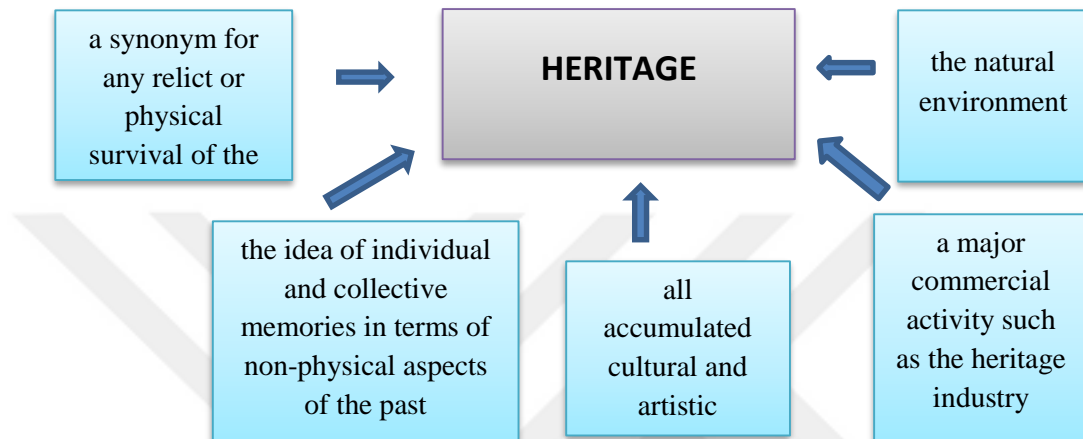 a synonym for
any relict or
physical
survival of the
HERITAGE
the natural
environment
the idea of individual
and collective
memories in terms of
non-physical aspects
of the past
all
accumulated
cultural and
artistic
a major
commercial
activity such
as the heritage
industry